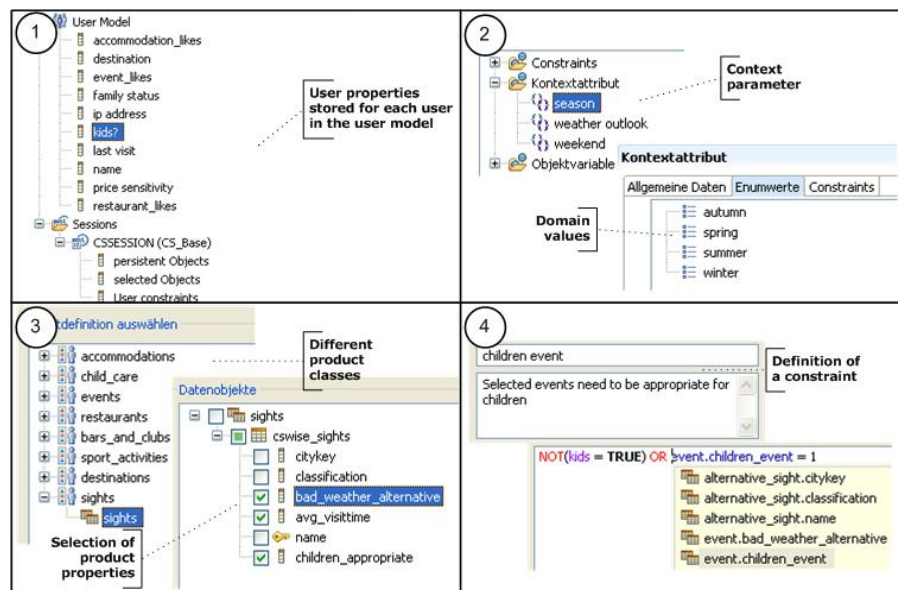 1
User Model
accommodation_likes
destination
event_likes
family status
ip address
kids?
last visit
name
price sensitivity
restaurant_likes
Sessions
CSSESSION (CS_Base)
persistent Objects
selected Objects
User constraints
User properties
stored for each user
in the user model
2
Constraints
Kontextattribut
season
weather outlook
weekend
Objektvariable
Context
parameter
Kontextattribut
Allgemeine Daten Enumwerte Constraints
autumn
spring
summer
winter
Domain
values
3
tdefinition auswählen
accommodations
child_care
events
restaurants
bars_and_clubs
sport_activities
destinations
sights
sights
Different
product
classes
Datenobjekte
sights
cswise_sights
citykey
classification
bad_weather_alternative
avg_visittime
name
children_appropriate
Selection of
product
properties
4
children event
Selected events need to be appropriate for
children
Definition of
a constraint
NOT(kids = TRUE) OR event.children_event = 1
alternative_sight.citykey
alternative_sight.classification
alternative_sight.name
event.bad_weather_alternative
event.children_event